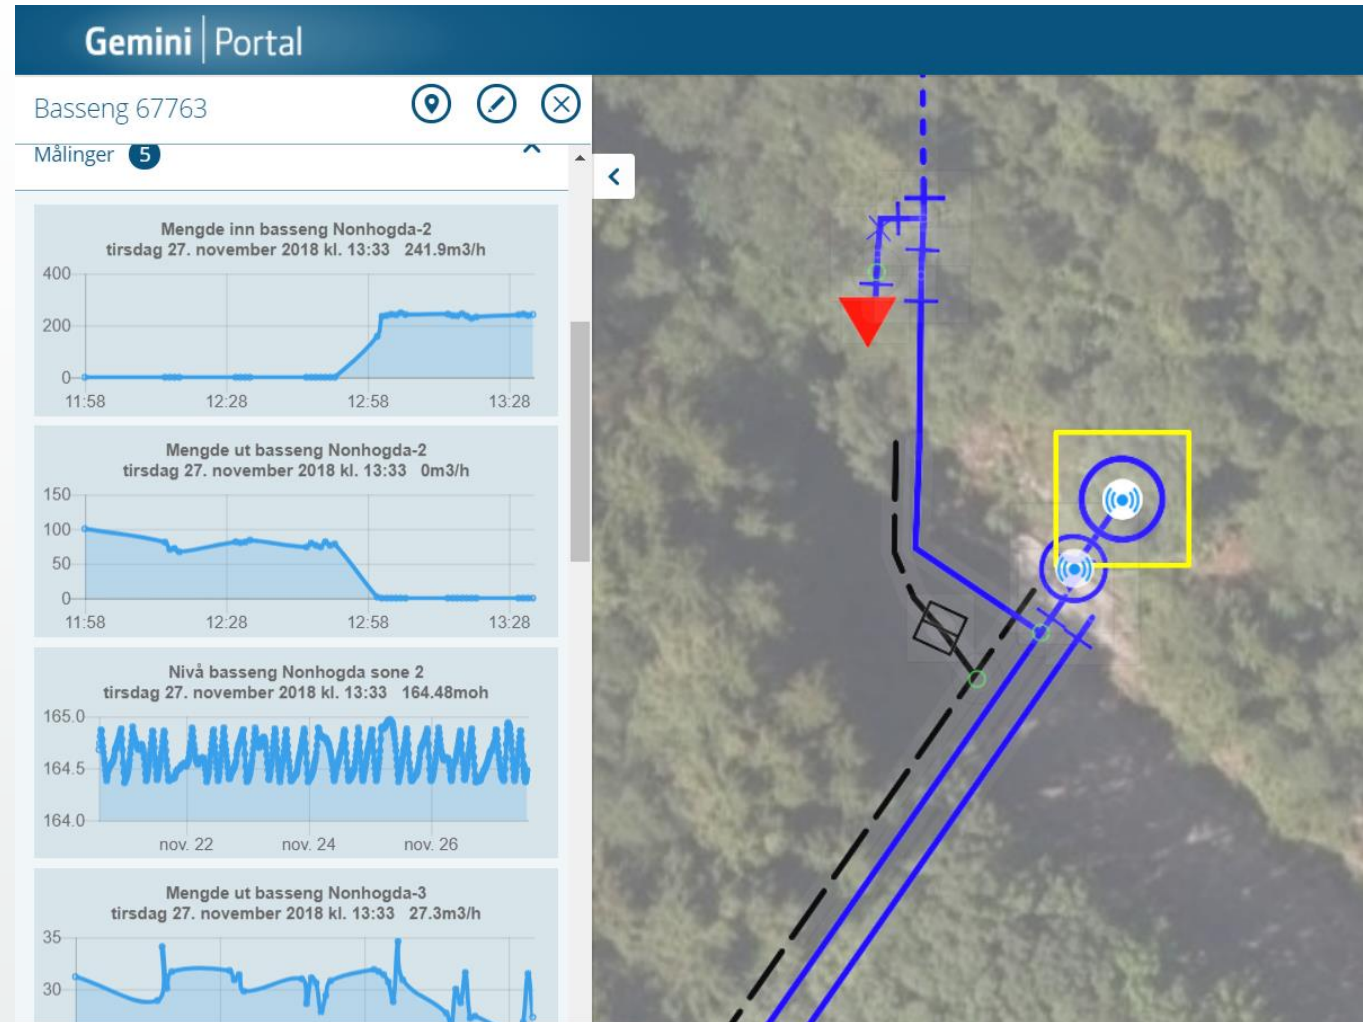 Gemini | Portal
Basseng 67763
Målinger 5
Mengde inn basseng Nonhogda-2
tirsdag 27. november 2018 kl. 13:33 241.9m3/h
400
200
0
11:58 12:28 12:58 13:28
Mengde ut basseng Nonhogda-2
tirsdag 27. november 2018 kl. 13:33 0m3/h
150
100
50
0
11:58 12:28 12:58 13:28
Nivå basseng Nonhogda sone 2
tirsdag 27. november 2018 kl. 13:33 164.48moh
165.0
164.5
164.0
nov. 22 nov. 24 nov. 26
Mengde ut basseng Nonhogda-3
tirsdag 27. november 2018 kl. 13:33 27.3m3/h
35
30